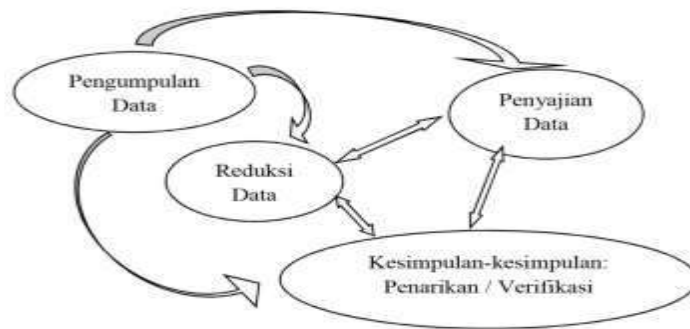 Pengumpulan
Data
Penyajian
Data
Reduksi
Data
Kesimpulan-kesimpulan:
Penarikan / Verifikasi